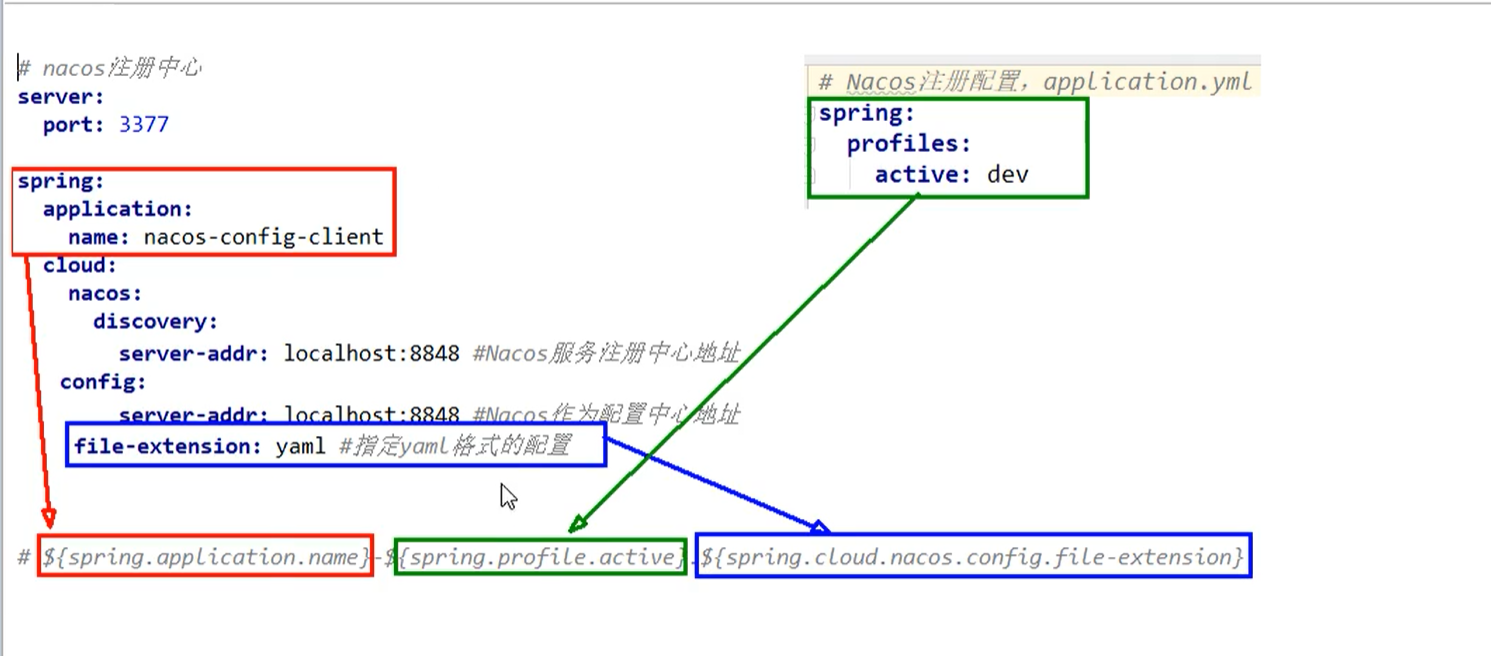 # nacos注册中心
server:
  port: 3377
spring:
  application:
    name: nacos-config-client
  cloud:
    nacos:
      discovery:
        server-addr: localhost:8848 #Nacos服务注册中心地址
   config:
        server-addr: localhost:8848 #Nacos作为配置中心地址
    file-extension: yaml #指定yaml格式的配置
# Nacos注册配置，application.yml
spring:
  profiles:
    active: dev
# ${spring.application.name}-${spring.profile.active}.${spring.cloud.nacos.config.file-extension}